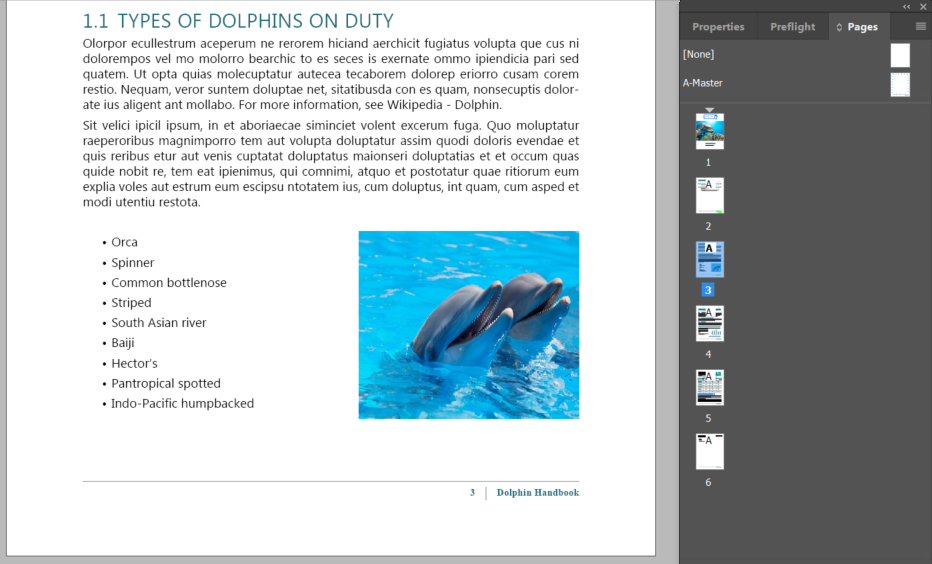 1.1 TYPES OF DOLPHINS ON DUTY
Olorpor ecullestrum aceperum ne rerorem hiciand aerchicit fugiatus volupta que cus ni
dolorempos vel mo molorro bearchic to es seces is exernate ommo ipiendicia pari sed
quatem. Ut opta quias molecuptatur autecea tecaborem dolorep eriorro cusam corem
restio. Nequam, veror suntem doluptae net, sitatibusda con es quam, nonsecuptis dolor-
ate ius aligent ant mollabo. For more information, see Wikipedia - Dolphin.
Sit velici ipicil ipsum, in et aboriaecae siminciet volent excerum fuga. Quo moluptatur
raeperoribus magnimporro tem aut volupta doluptatur assim quodi doloris evendae et
quis reribus etur aut venis cuptatat doluptatus maionseri doluptatias et et occum quas
quide nobit re, tem eat ipienimus, qui comnimi, atquo et postotatur quae ritiorum eum
explia voles aut estrum eum escipsu ntotatem ius, cum doluptus, int quam, cum asped et
modi utentiu restota.
• Orca
• Spinner
• Common bottlenose
• Striped
• South Asian river
• Baiji
• Hector's
• Pantropical spotted
• Indo-Pacific humpbacked
3 | Dolphin Handbook
Properties Preflight Pages
[None]
A-Master
1
A
2
A
3
A
4
A
5
A
6